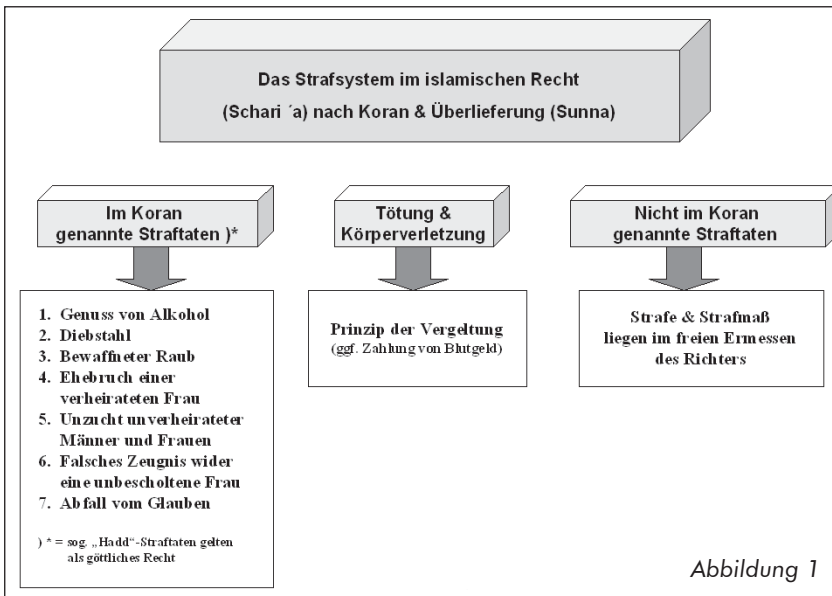 Das Strafsystem im islamischen Recht
(Schari ´a) nach Koran & Überlieferung (Sunna)
Im Koran
genannte Straftaten )*
1. Genuss von Alkohol
2. Diebstahl
3. Bewaffneter Raub
4. Ehebruch einer
verheirateten Frau
5. Unzucht unverheirateter
Männer und Frauen
6. Falsches Zeugnis wider
eine unbescholtene Frau
7. Abfall vom Glauben
) * = sog. „Hadd“-Straftaten gelten
als göttliches Recht
Tötung &
Körperverletzung
Prinzip der Vergeltung
(ggf. Zahlung von Blutgeld)
Nicht im Koran
genannte Straftaten
Strafe & Strafmaß
liegen im freien Ermessen
des Richters
Abbildung 1